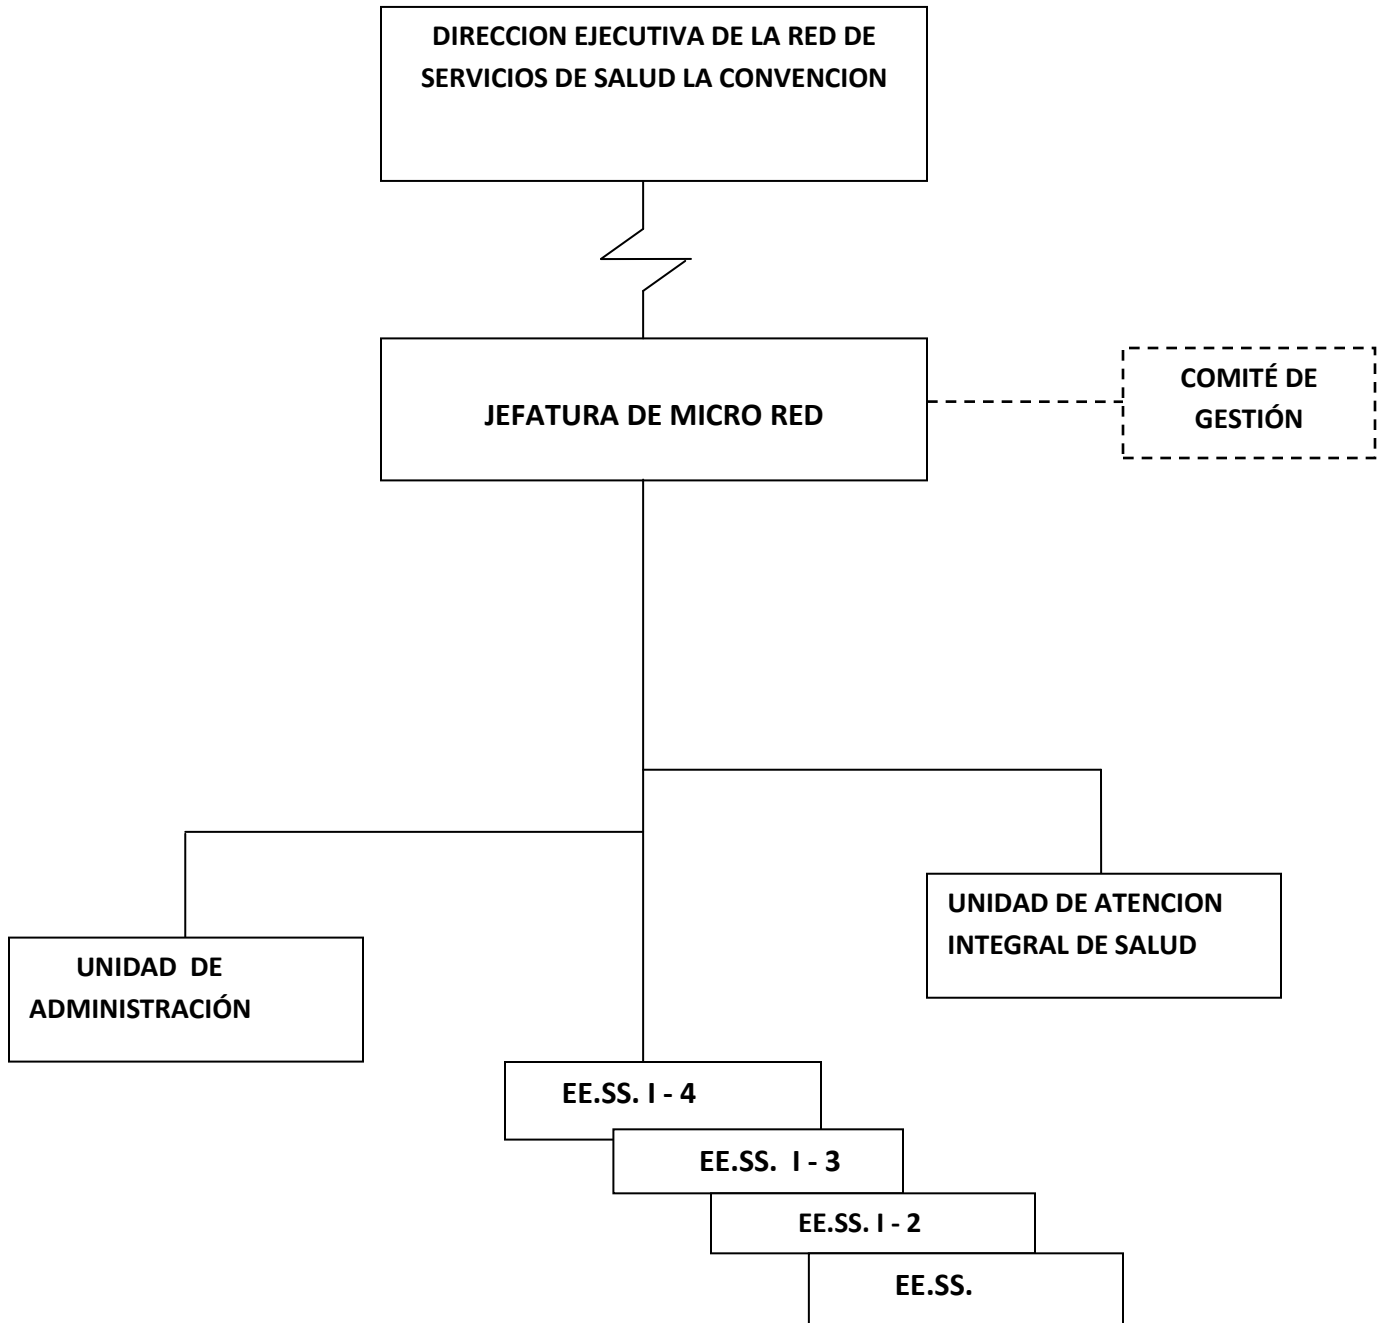 DIRECCION EJECUTIVA DE LA RED DE
SERVICIOS DE SALUD LA CONVENCION
JEFATURA DE MICRO RED
COMITÉ DE
GESTIÓN
UNIDAD DE ATENCION
INTEGRAL DE SALUD
UNIDAD DE
ADMINISTRACIÓN
EE.SS. I - 4
EE.SS. I - 3
EE.SS. I - 2
EE.SS.